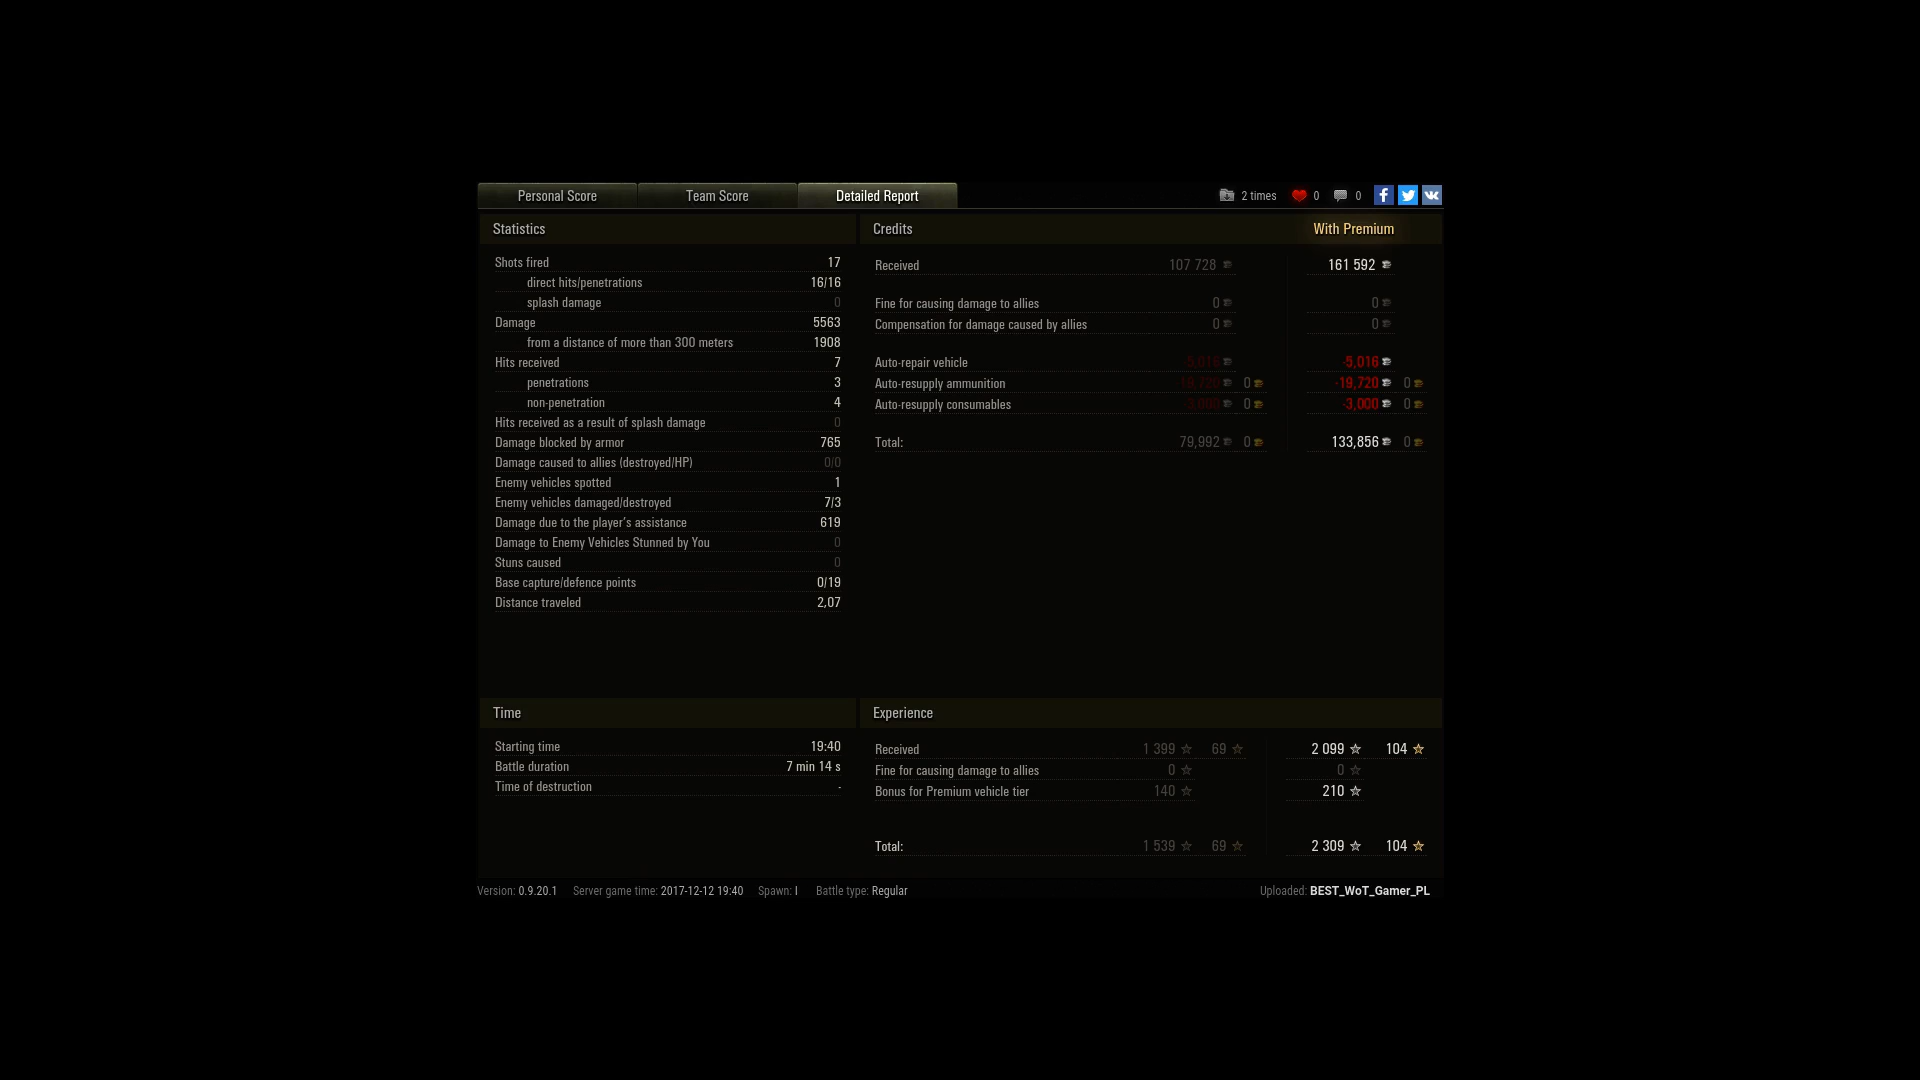 Personal Score Team Score Detailed Report 2 times 0 0
Statistics
Shots fired 17
direct hits/penetrations 16/16
splash damage 0
Damage 5563
from a distance of more than 300 meters 1908
Hits received 7
penetrations 3
non-penetration 4
Hits received as a result of splash damage 0
Damage blocked by armor 765
Damage caused to allies (destroyed/HP) 0/0
Enemy vehicles spotted 1
Enemy vehicles damaged/destroyed 7/3
Damage due to the player's assistance 619
Damage to Enemy Vehicles Stunned by You 0
Stuns caused 0
Base capture/defence points 0/19
Distance traveled 2,07
Credits With Premium
Received 107 728 161 592
Fine for causing damage to allies 0 0
Compensation for damage caused by allies 0 0
Auto-repair vehicle -5,016 -5,016
Auto-resupply ammunition -19,720 0 -19,720 0
Auto-resupply consumables -3,000 0 -3,000 0
Total: 79,992 0 133,856 0
Time
Starting time 19:40
Battle duration 7 min 14 s
Time of destruction -
Experience
Received 1 399 69 2 099 104
Fine for causing damage to allies 0 0
Bonus for Premium vehicle tier 140 210
Total: 1 539 69 2 309 104
Version: 0.9.20.1 Server game time: 2017-12-12 19:40 Spawn: I Battle type: Regular Uploaded: BEST_WoT_Gamer_PL